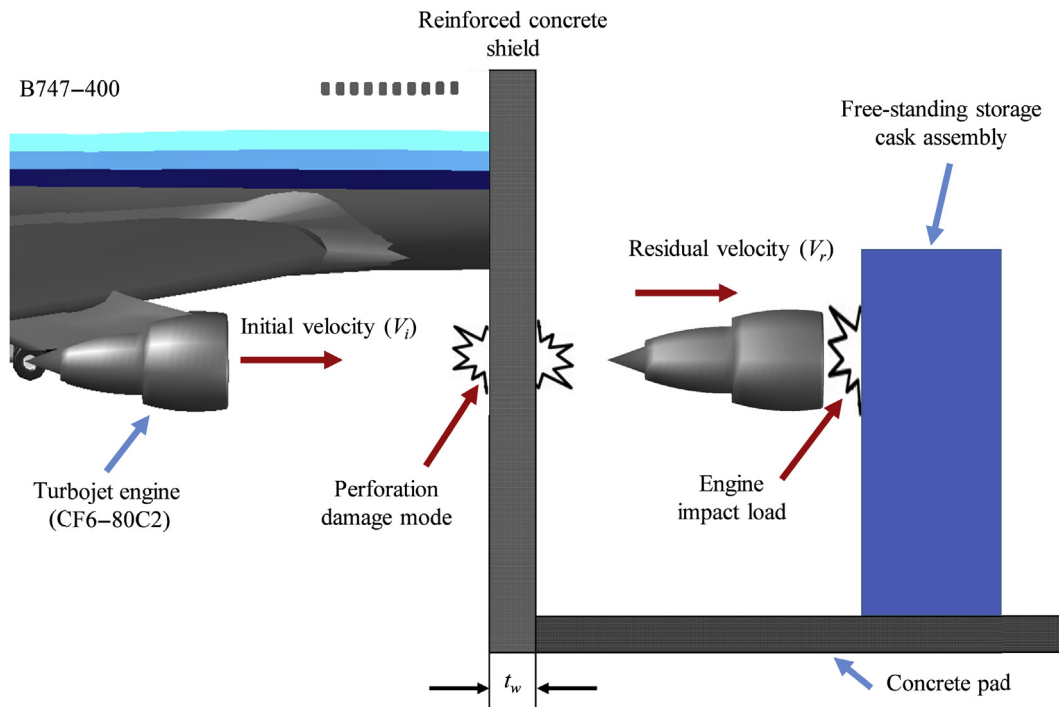 Reinforced concrete
shield
B747−400
Free-standing storage
cask assembly
Residual velocity (Vr)
Initial velocity (Vi)
Turbojet engine
(CF6−80C2)
Perforation
damage mode
Engine
impact load
tw
Concrete pad